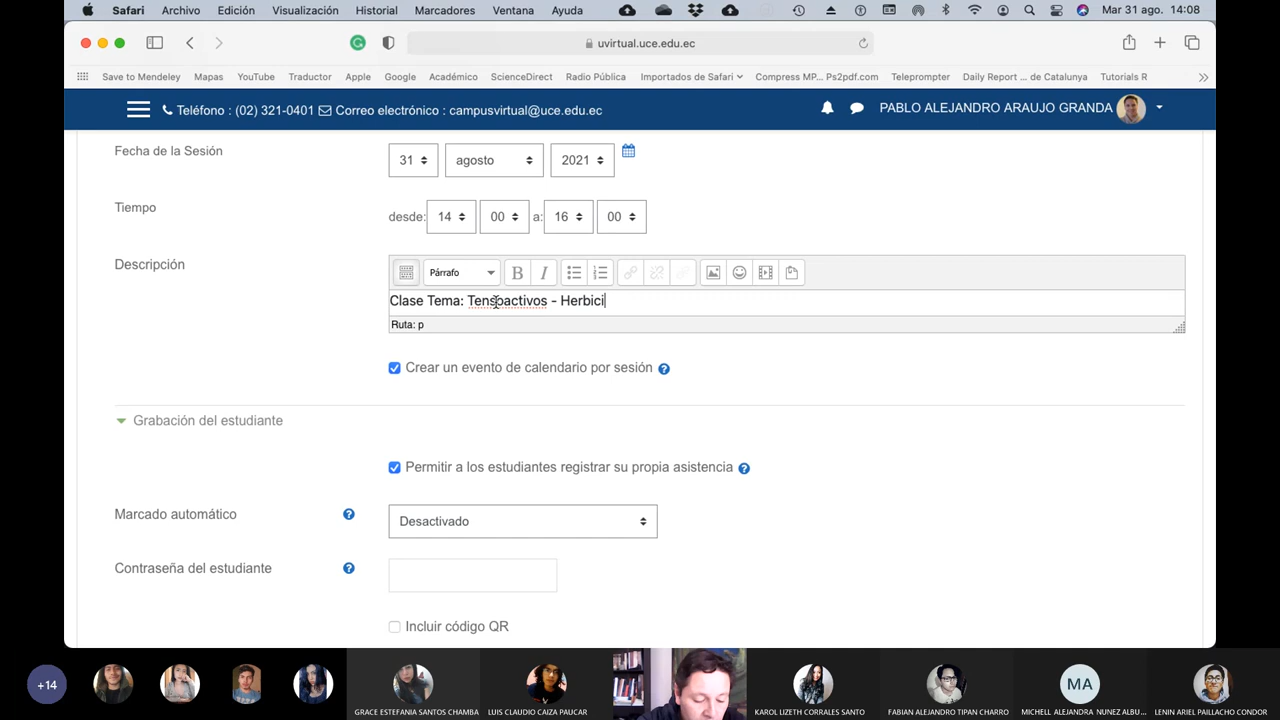 Safari Archivo Edición Visualización Historial Marcadores Ventana Ayuda Mar 31 ago. 14:08
uvirtual.uce.edu.ec
Save to Mendeley Mapas YouTube Traductor Apple Google Académico ScienceDirect Radio Pública Importados de Safari Compress MP... Ps2pdf.com Teleprompter Daily Report ... de Catalunya Tutorials R
Teléfono : (02) 321-0401 Correo electrónico : campusvirtual@uce.edu.ec PABLO ALEJANDRO ARAUJO GRANDA
Fecha de la Sesión 31 agosto 2021
Tiempo desde: 14 00 a: 16 00
Descripción Párrafo B I
Clase Tema: Tensoactivos - Herbici
Ruta: p
Crear un evento de calendario por sesión
Grabación del estudiante
Permitir a los estudiantes registrar su propia asistencia
Marcado automático Desactivado
Contraseña del estudiante
Incluir código QR
+14 MA
GRACE ESTEFANIA SANTOS CHAMBA LUIS CLAUDIO CAIZA PAUCAR KAROL LIZETH CORRALES SANTO FABIAN ALEJANDRO TIPAN CHARRO MICHELL ALEJANDRA NUNEZ ALBU... LENIN ARIEL PAILLACHO CONDOR